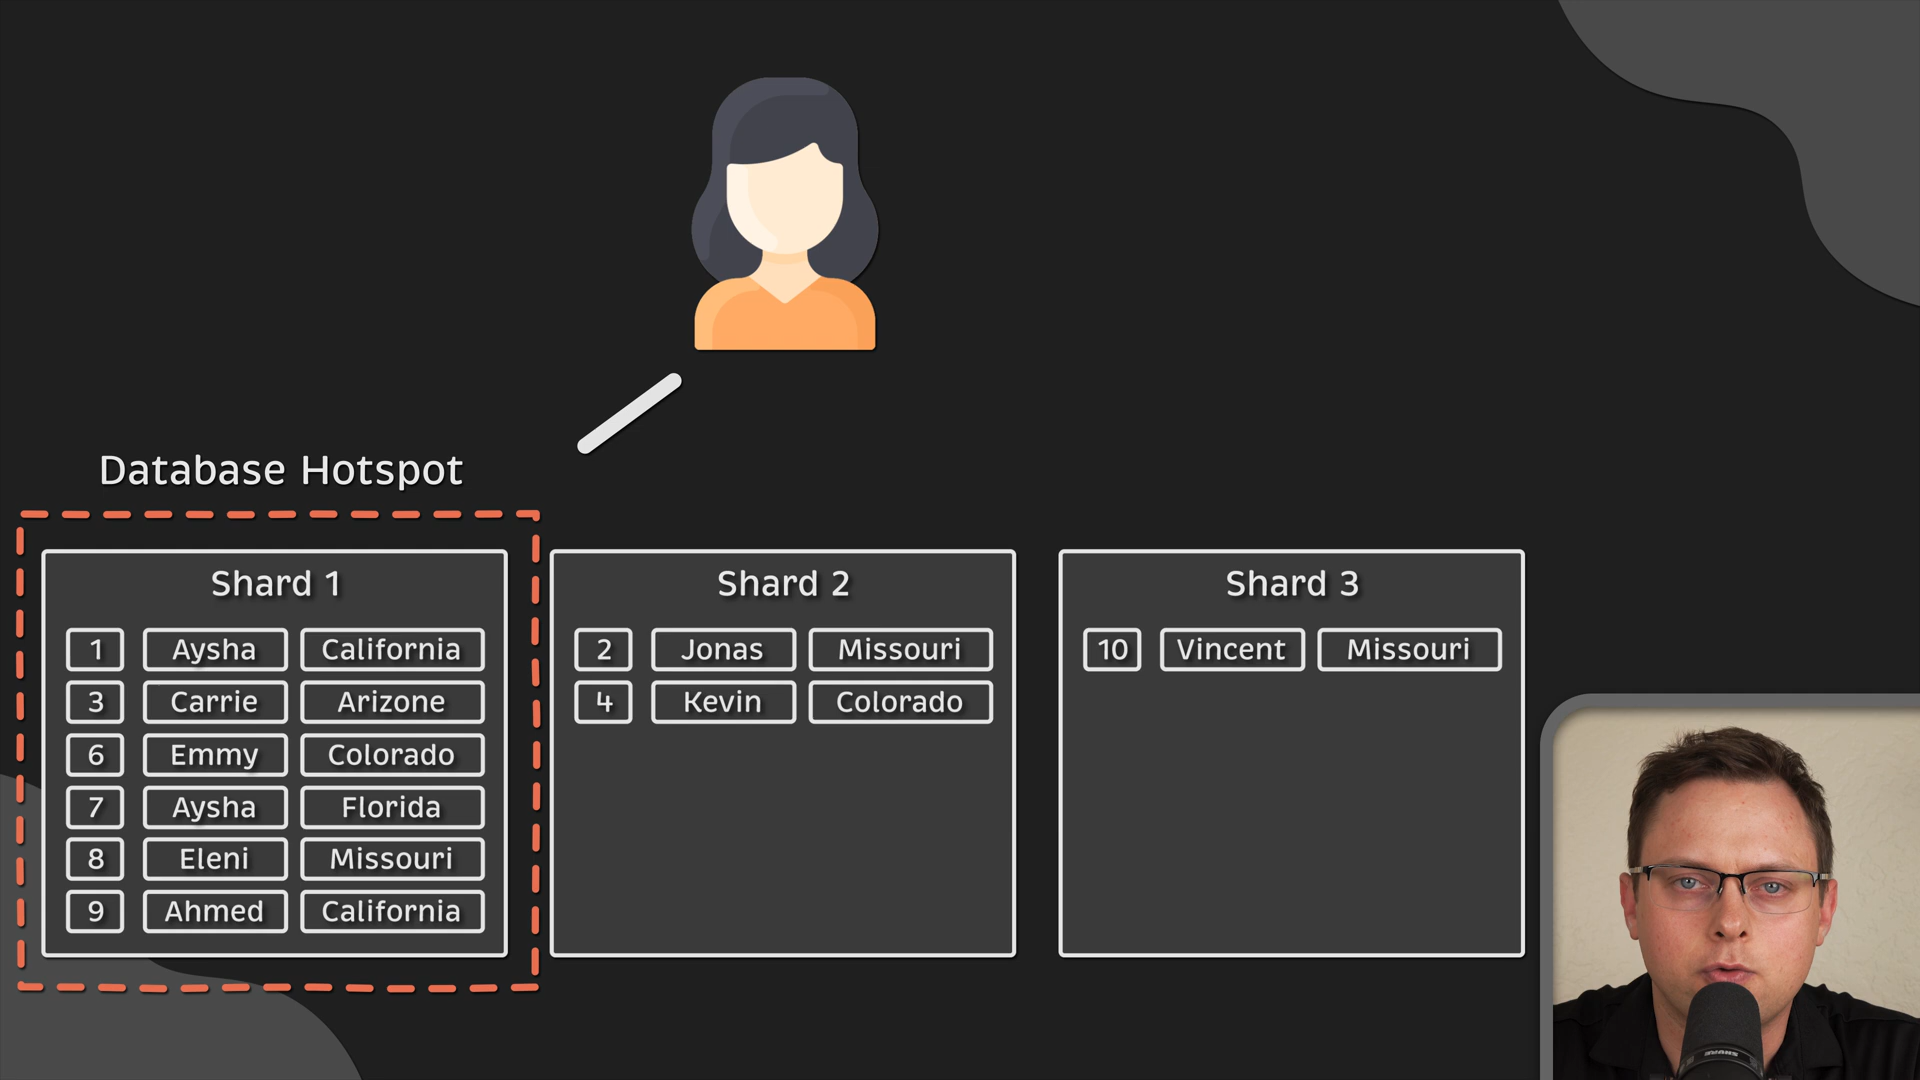 Database Hotspot
Shard 1
1 Aysha California
3 Carrie Arizone
6 Emmy Colorado
7 Aysha Florida
8 Eleni Missouri
9 Ahmed California
Shard 2
2 Jonas Missouri
4 Kevin Colorado
Shard 3
10 Vincent Missouri